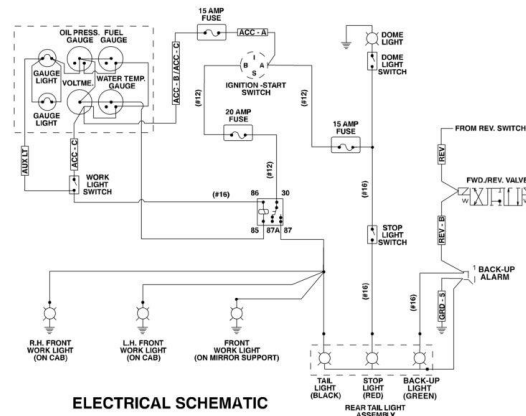 15 AMP
FUSE
ACC - A
OIL PRESS. FUEL
GAUGE GAUGE
GAUGE
LIGHT
VOLTME.
WATER TEMP.
GAUGE
GAUGE
LIGHT
ACC - B / ACC - C
I
B A
S
IGNITION -START
SWITCH
DOME
LIGHT
DOME
LIGHT
SWITCH
(#12)
(#12)
20 AMP
FUSE
15 AMP
FUSE
FROM REV. SWITCH
REV
AUX LT
ACC - C
WORK
LIGHT
SWITCH
(#12)
(#16)
(#16)
FWD./REV. VALVE
86 30
85 87A 87
STOP
LIGHT
SWITCH
REV - B
BACK-UP
ALARM
(#16)
(#16)
GRD - S
R.H. FRONT
WORK LIGHT
(ON CAB)
L.H. FRONT
WORK LIGHT
(ON CAB)
FRONT
WORK LIGHT
(ON MIRROR SUPPORT)
TAIL
LIGHT
(BLACK)
STOP
LIGHT
(RED)
BACK-UP
LIGHT
(GREEN)
REAR TAIL LIGHT
ASSEMBLY
ELECTRICAL SCHEMATIC